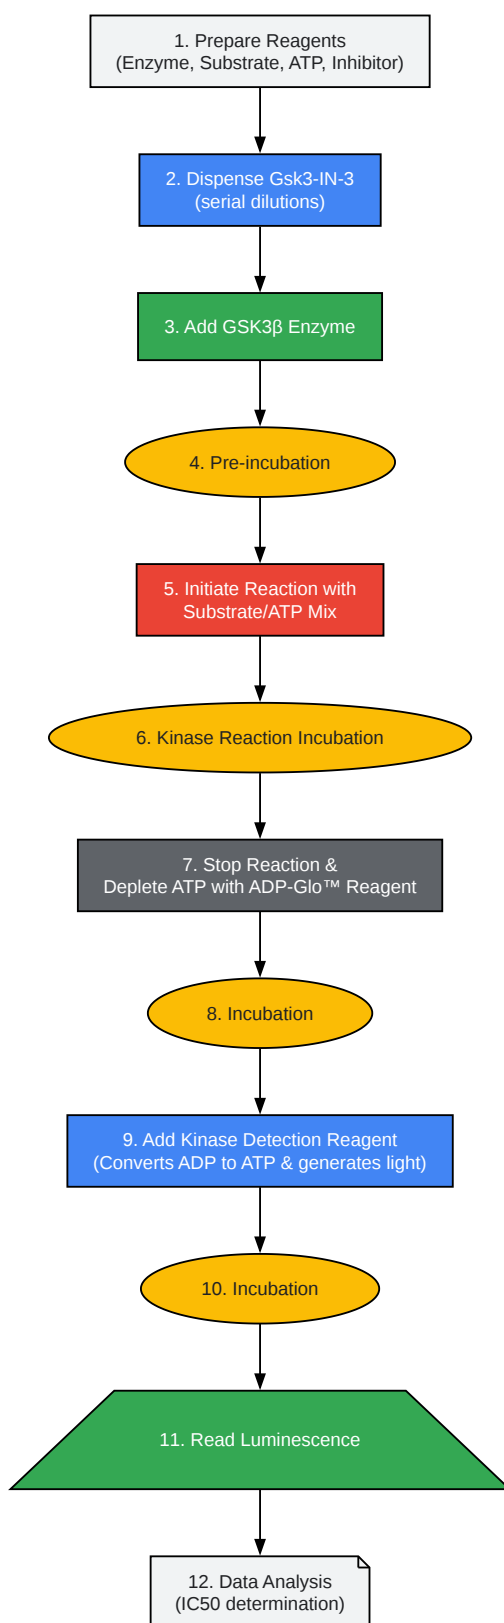 1. Prepare Reagents
(Enzyme, Substrate, ATP, Inhibitor)
2. Dispense Gsk3-IN-3
(serial dilutions)
3. Add GSK3β Enzyme
4. Pre-incubation
5. Initiate Reaction with
Substrate/ATP Mix
6. Kinase Reaction Incubation
7. Stop Reaction &
Deplete ATP with ADP-Glo™ Reagent
8. Incubation
9. Add Kinase Detection Reagent
(Converts ADP to ATP & generates light)
10. Incubation
11. Read Luminescence
12. Data Analysis
(IC50 determination)